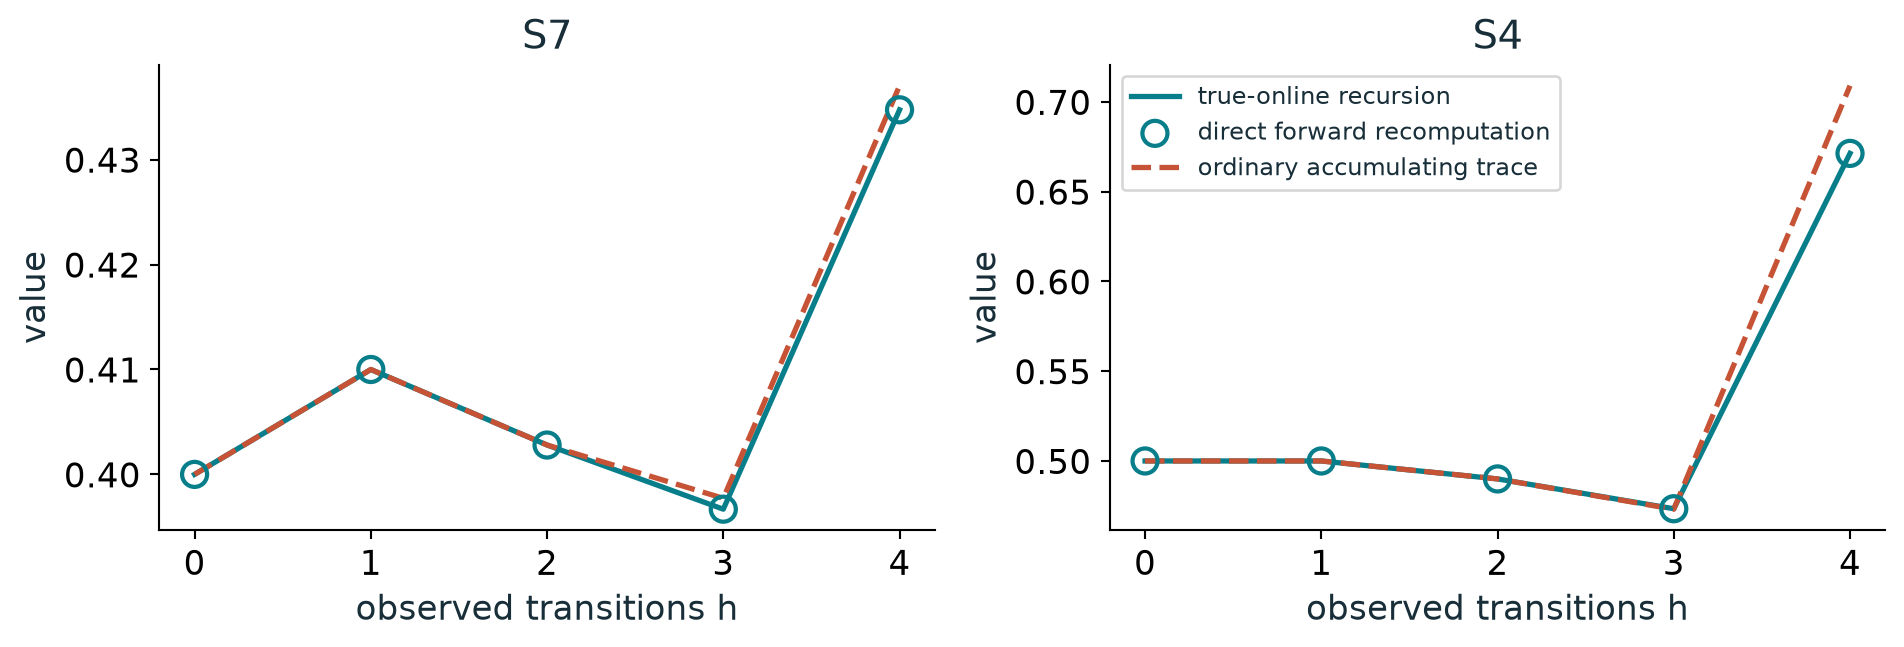 S7
value
0.43
0.42
0.41
0.40
0 1 2 3 4
observed transitions h
S4
true-online recursion
direct forward recomputation
ordinary accumulating trace
value
0.70
0.65
0.60
0.55
0.50
0 1 2 3 4
observed transitions h